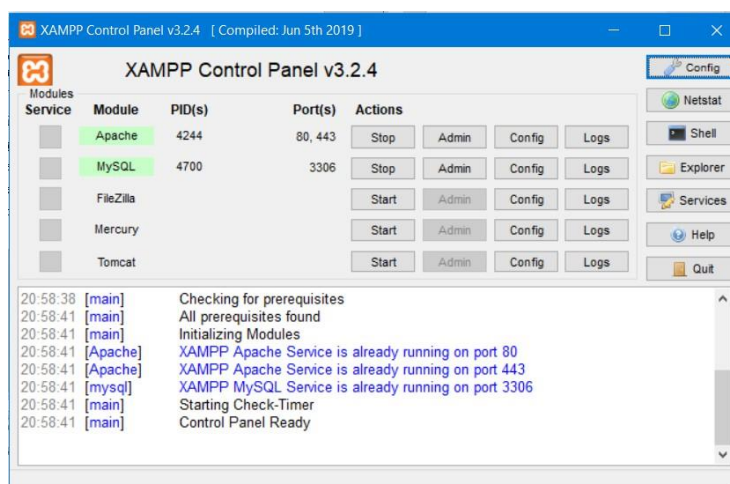 XAMPP Control Panel v3.2.4 [ Compiled: Jun 5th 2019 ]
XAMPP Control Panel v3.2.4
Config
Modules
Service Module PID(s) Port(s) Actions
Netstat
Apache 4244 80, 443 Stop Admin Config Logs
Shell
MySQL 4700 3306 Stop Admin Config Logs
Explorer
FileZilla Start Admin Config Logs
Services
Mercury Start Admin Config Logs
Help
Tomcat Start Admin Config Logs
Quit
20:58:38 [main] Checking for prerequisites
20:58:41 [main] All prerequisites found
20:58:41 [main] Initializing Modules
20:58:41 [Apache] XAMPP Apache Service is already running on port 80
20:58:41 [Apache] XAMPP Apache Service is already running on port 443
20:58:41 [mysql] XAMPP MySQL Service is already running on port 3306
20:58:41 [main] Starting Check-Timer
20:58:41 [main] Control Panel Ready